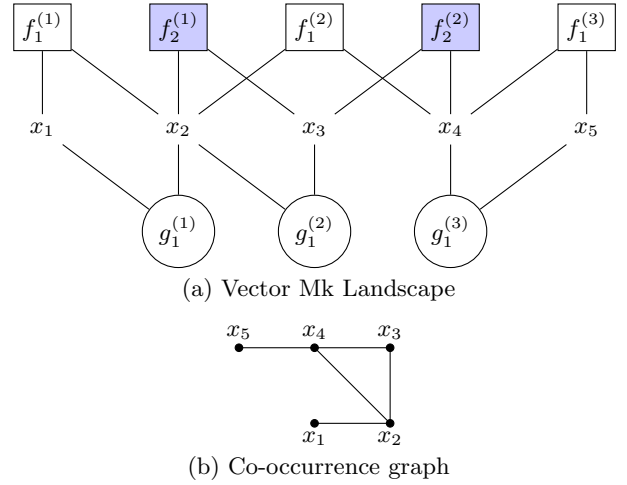 f_1^{(1)} f_2^{(1)} f_1^{(2)} f_2^{(2)} f_1^{(3)}
x_1 x_2 x_3 x_4 x_5
g_1^{(1)} g_1^{(2)} g_1^{(3)}
(a) Vector Mk Landscape
x_5 x_4 x_3
x_1 x_2
(b) Co-occurrence graph